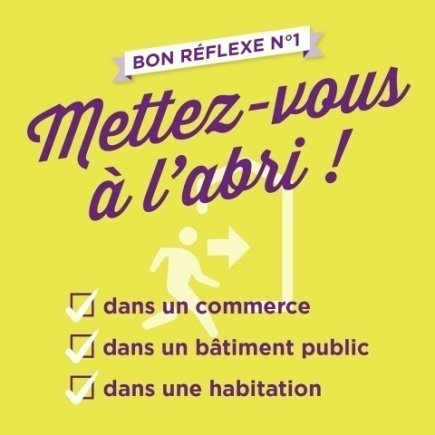 BON RÉFLEXE N°1
Mettez-vous
à l'abri !
dans un commerce
dans un bâtiment public
dans une habitation